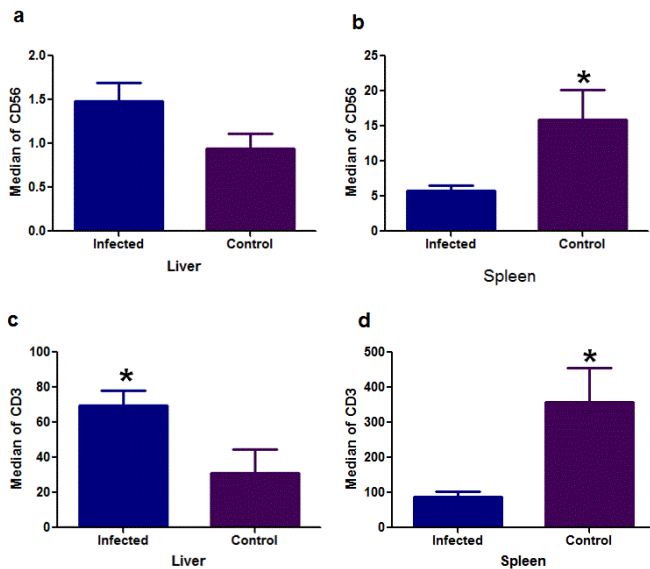 a
Median of CD56
2.0
1.5
1.0
0.5
0.0
Infected
Control
Liver
b
Median of CD56
25
20
15
10
5
0
*
Infected
Control
Spleen
c
Median of CD3
100
80
60
40
20
0
*
Infected
Control
Liver
d
Median of CD3
500
400
300
200
100
0
*
Infected
Control
Spleen